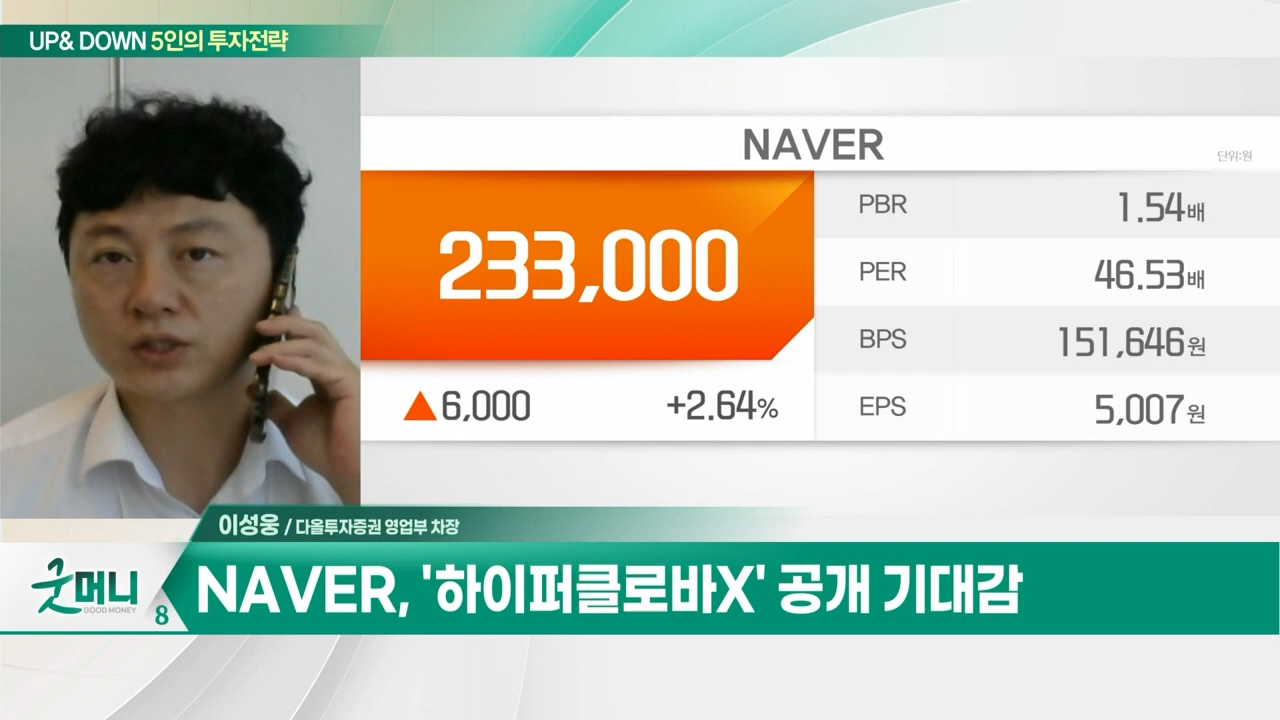 UP& DOWN 5인의 투자전략
NAVER
단위:원
233,000
▲6,000 +2.64%
PBR 1.54배
PER 46.53배
BPS 151,646원
EPS 5,007원
이성웅 / 다올투자증권 영업부 차장
굿머니
GOOD MONEY
8
NAVER, '하이퍼클로바X' 공개 기대감